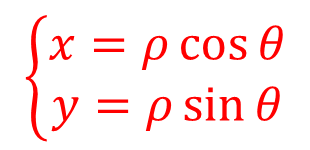 x = ρ cos θ
y = ρ sin θ